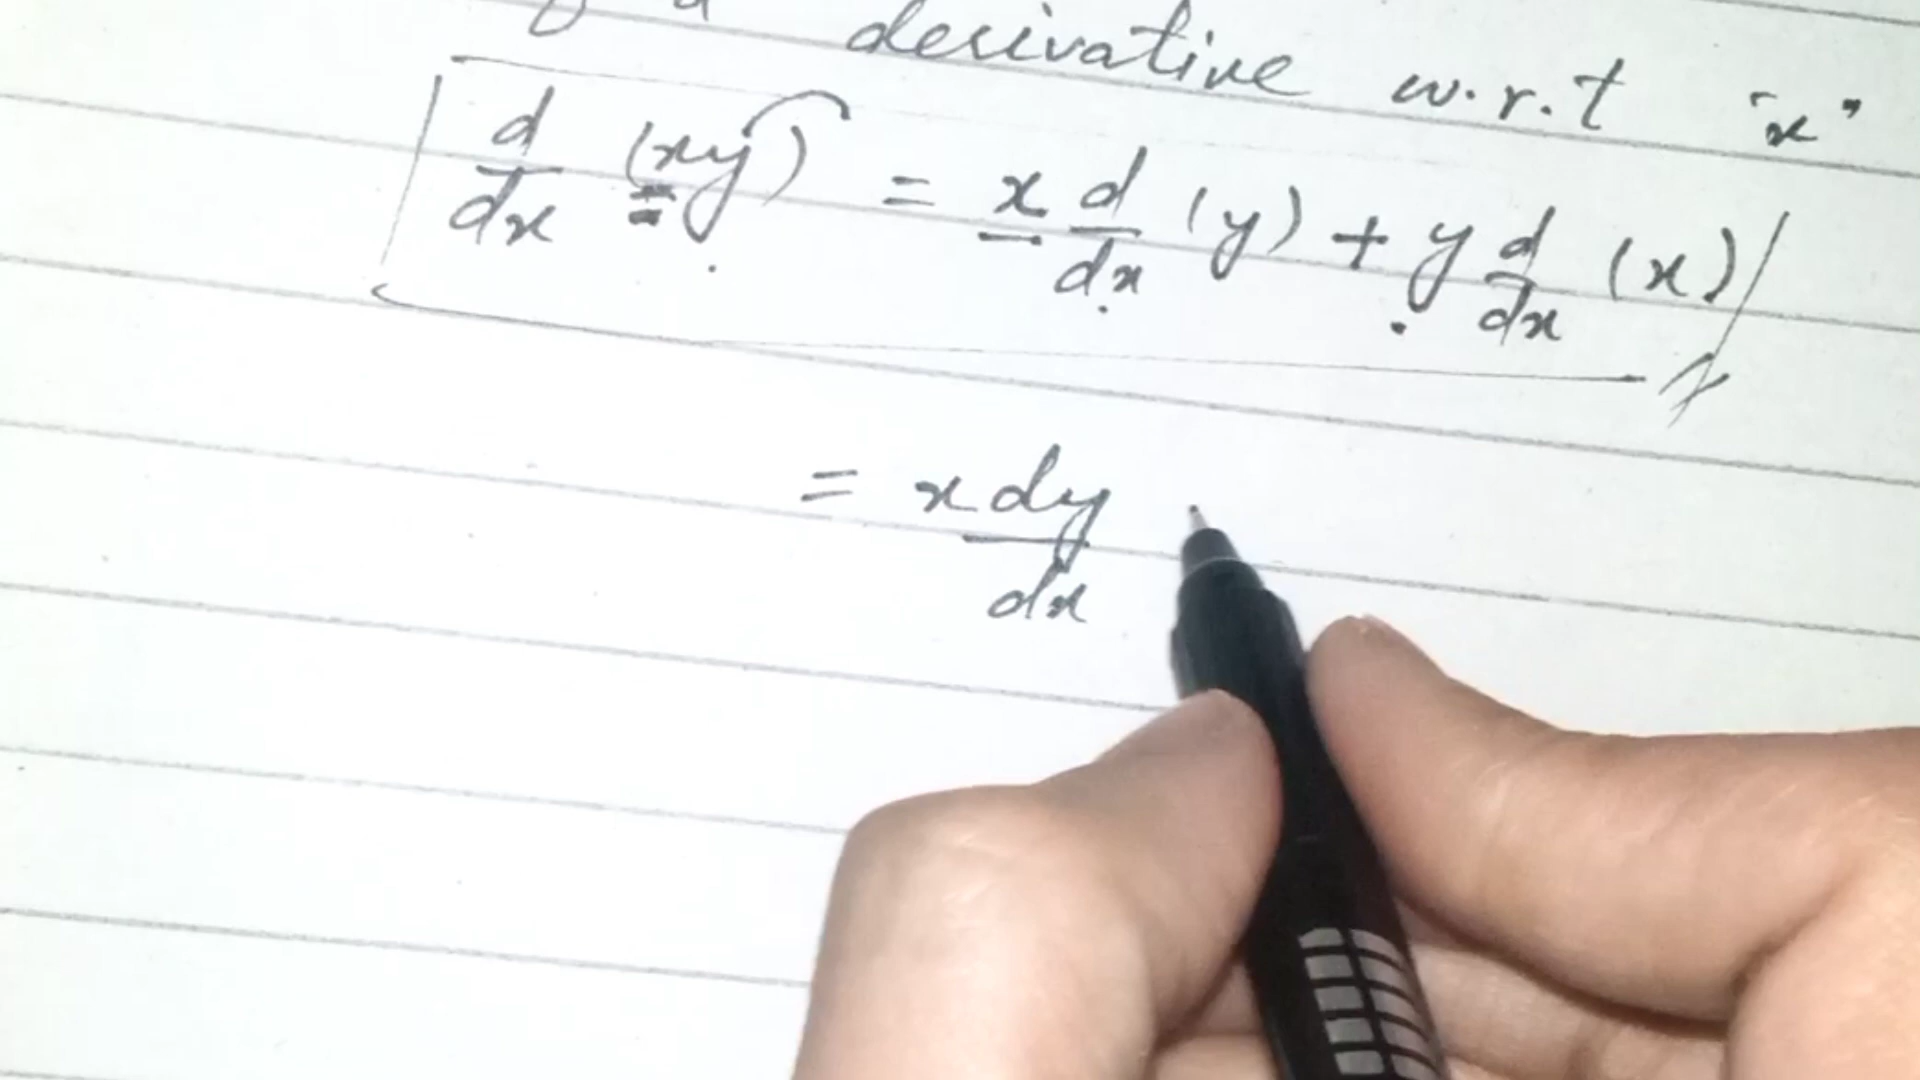 derivative w.r.t "x"
d/dx (xy) = x d/dx (y) + y d/dx (x)
= x dy/dx